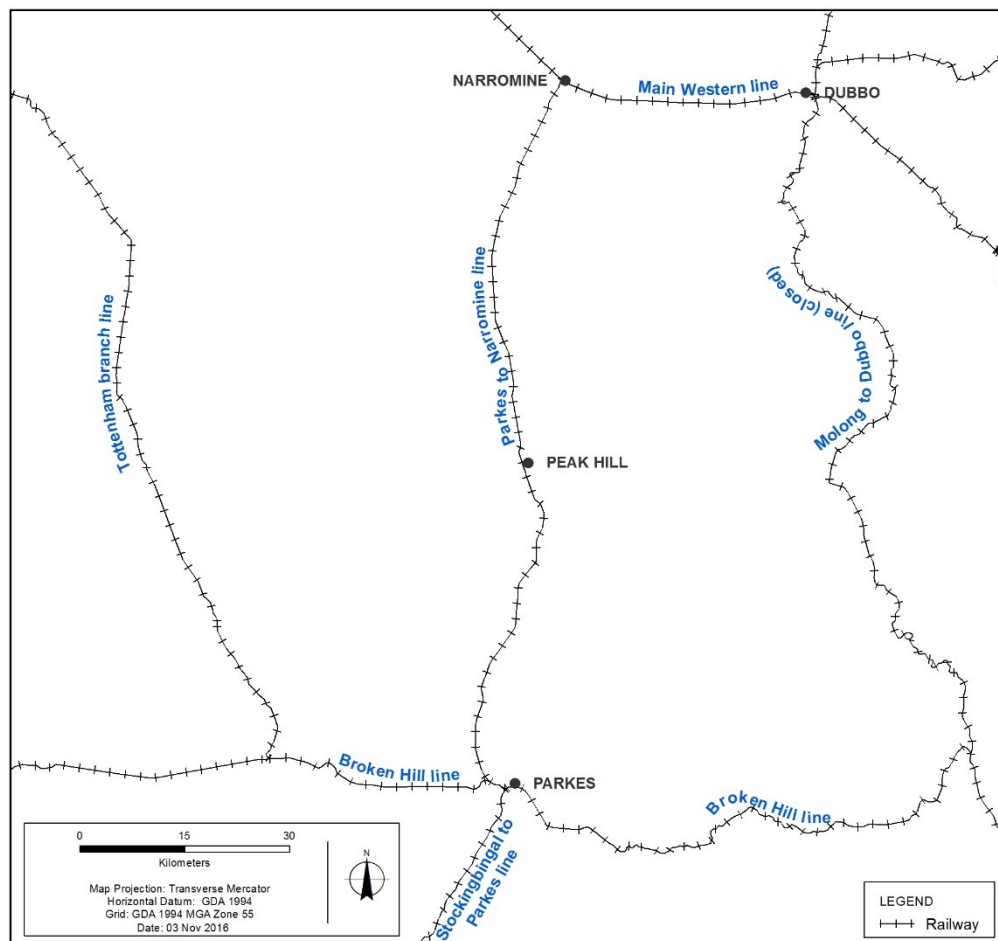 NARROMINE
Main Western line
DUBBO
Tottenham branch line
Parkes to Narromine line
Molong to Dubbo line (closed)
PEAK HILL
Broken Hill line
PARKES
Broken Hill line
Stockingbingal to
Parkes line
0 15 30
Kilometers
Map Projection: Transverse Mercator
Horizontal Datum: GDA 1994
Grid: GDA 1994 MGA Zone 55
Date: 03 Nov 2016
N
LEGEND
Railway